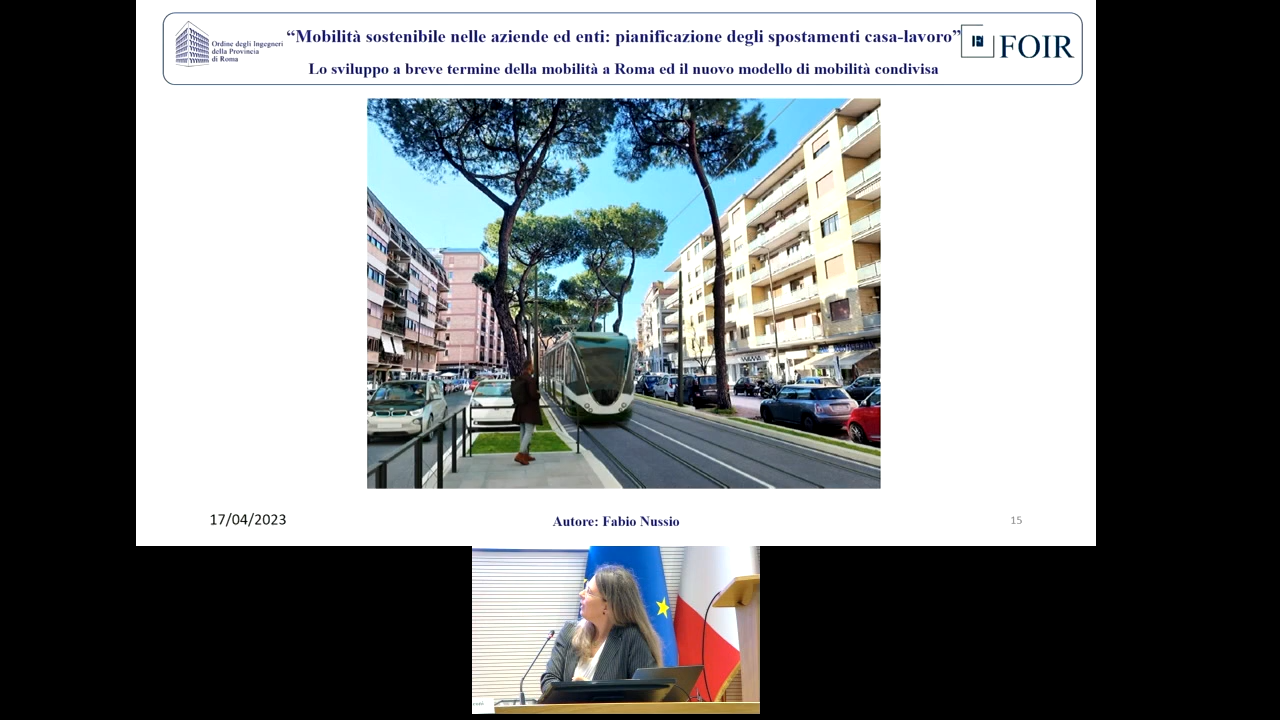 Ordine degli Ingegneri
della Provincia
di Roma
“Mobilità sostenibile nelle aziende ed enti: pianificazione degli spostamenti casa-lavoro”
Lo sviluppo a breve termine della mobilità a Roma ed il nuovo modello di mobilità condivisa
FOIR
17/04/2023
Autore: Fabio Nussio
15